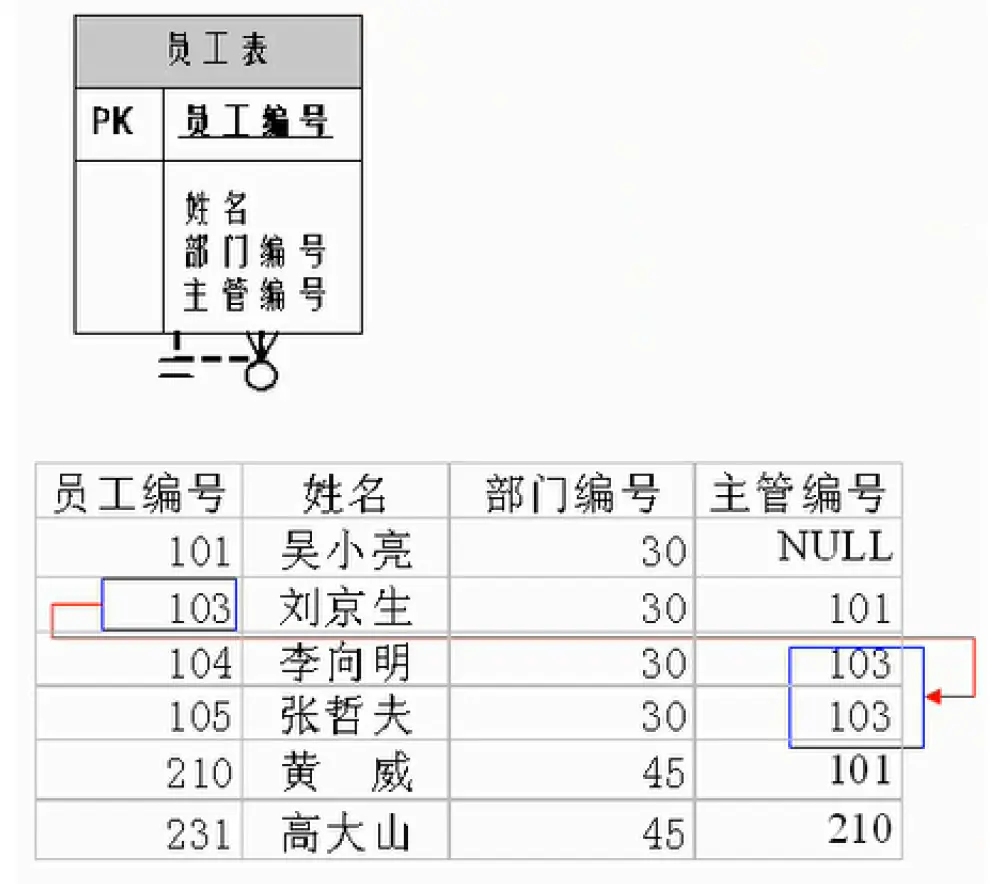 员工表
PK 员工编号
姓名
部门编号
主管编号
员工编号 姓名 部门编号 主管编号
101 吴小亮 30 NULL
103 刘京生 30 101
104 李向明 30 103
105 张哲夫 30 103
210 黄 威 45 101
231 高大山 45 210